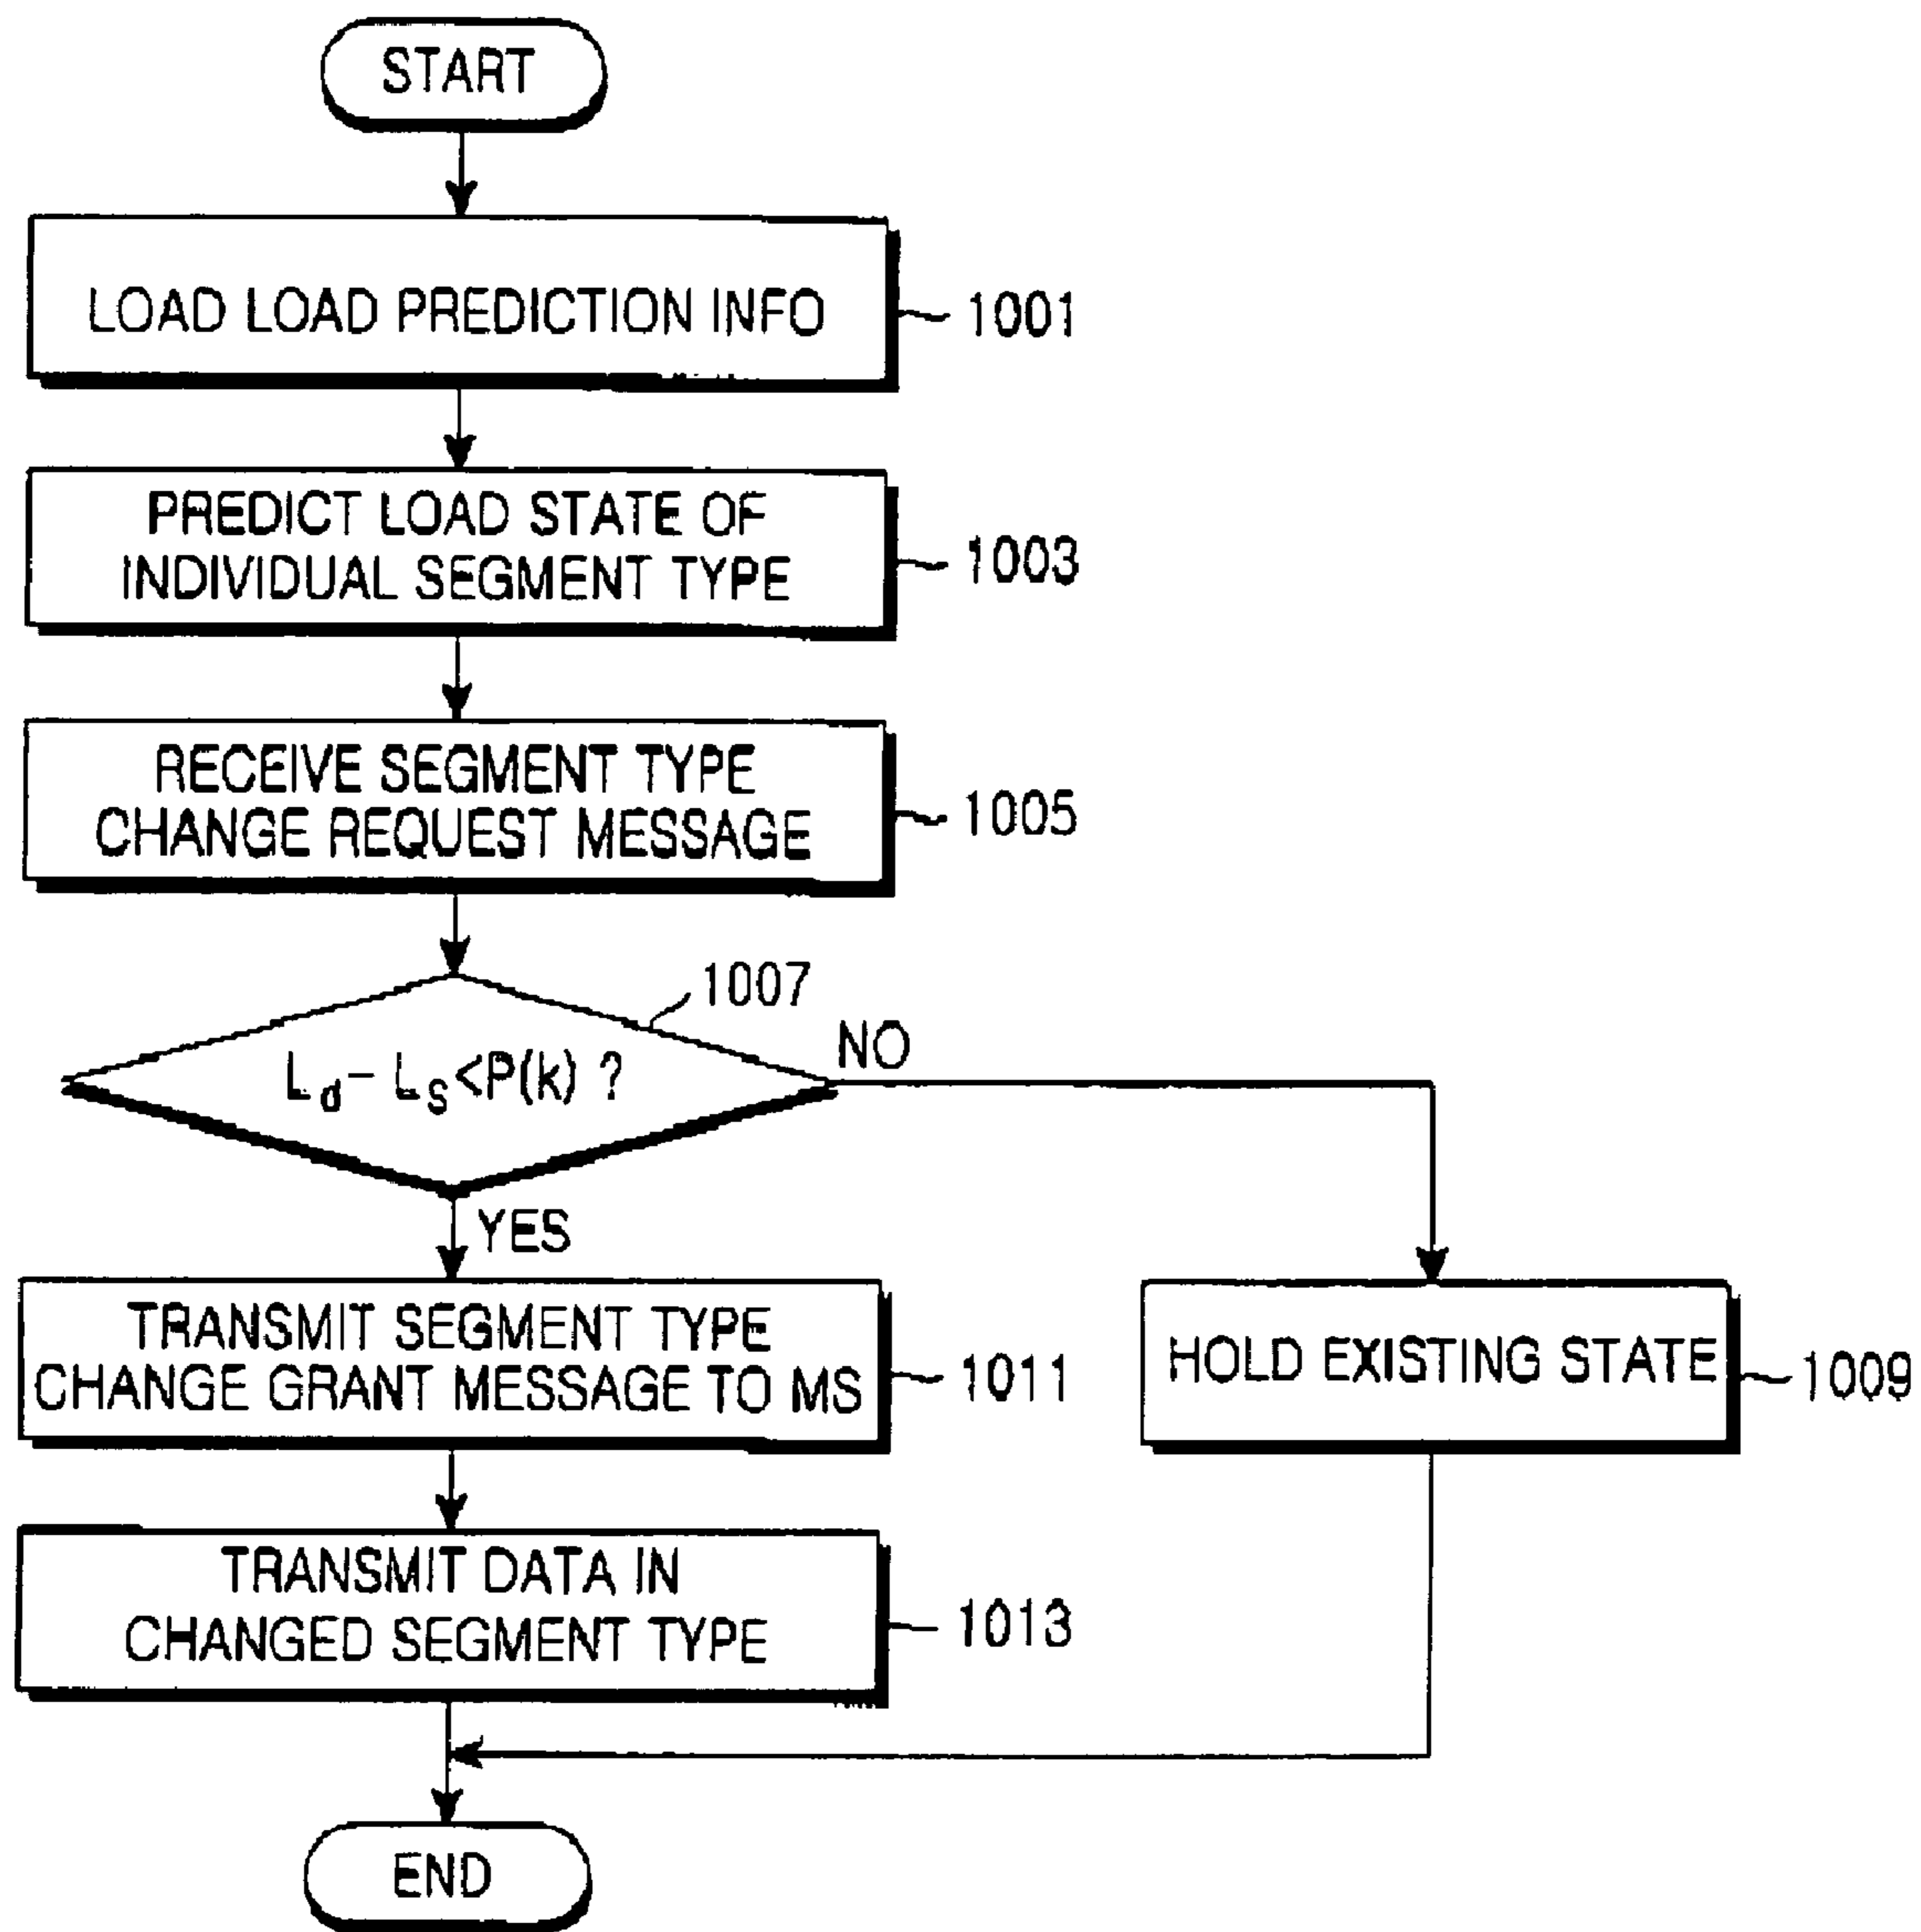 START
LOAD LOAD PREDICTION INFO
1001
PREDICT LOAD STATE OF
INDIVIDUAL SEGMENT TYPE
1003
RECEIVE SEGMENT TYPE
CHANGE REQUEST MESSAGE
1005
1007
L_d - L_S <P(k) ?
NO
YES
TRANSMIT SEGMENT TYPE
CHANGE GRANT MESSAGE TO MS
1011
HOLD EXISTING STATE
1009
TRANSMIT DATA IN
CHANGED SEGMENT TYPE
1013
END